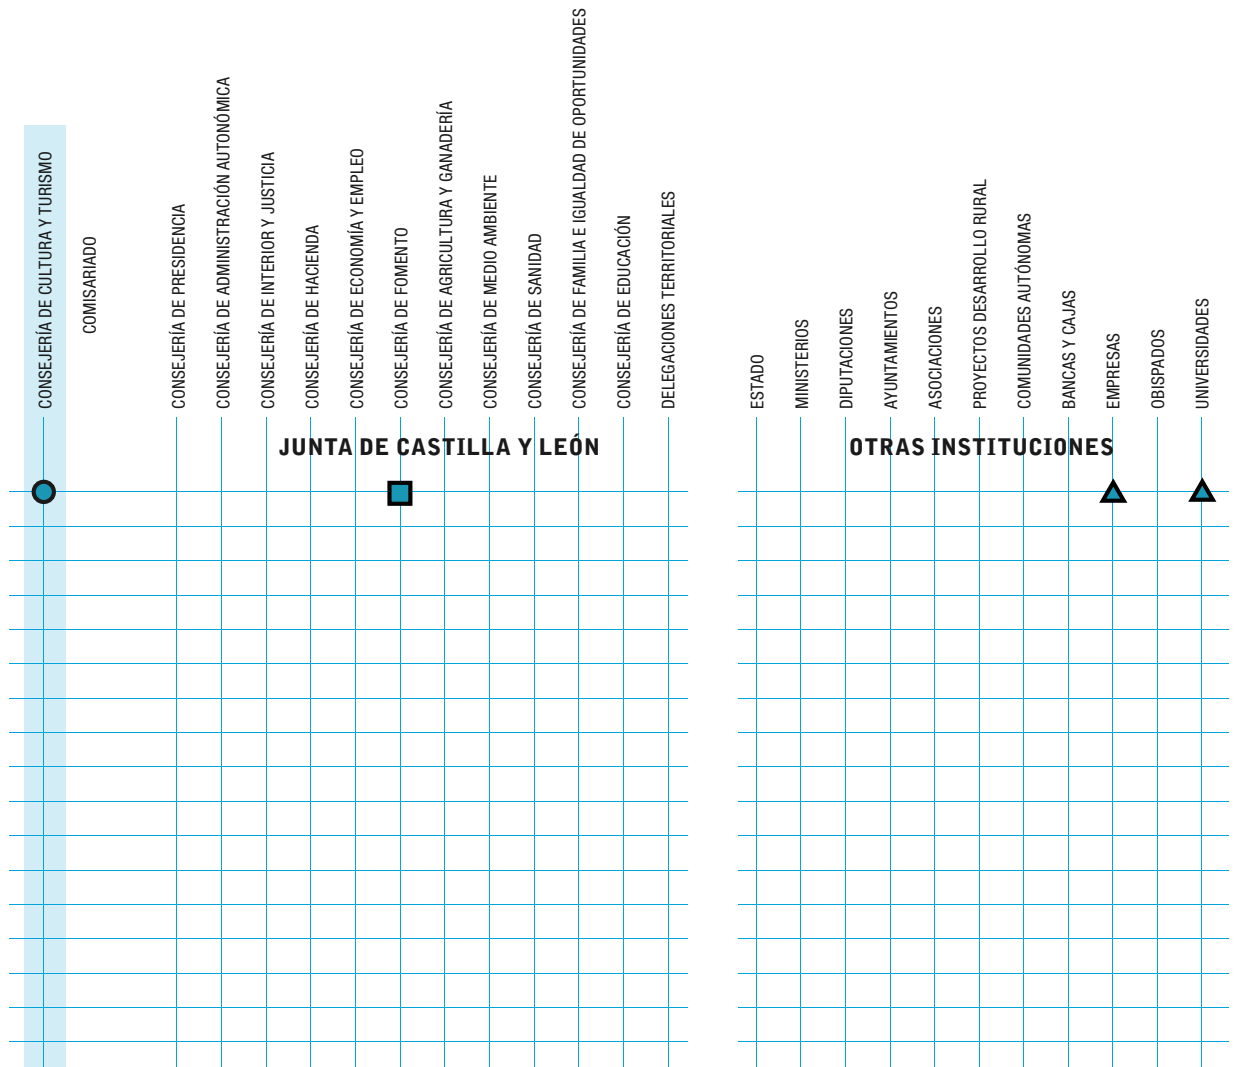 CONSEJERÍA DE CULTURA Y TURISMO
COMISARIADO
CONSEJERÍA DE PRESIDENCIA
CONSEJERÍA DE ADMINISTRACIÓN AUTONÓMICA
CONSEJERÍA DE INTERIOR Y JUSTICIA
CONSEJERÍA DE HACIENDA
CONSEJERÍA DE ECONOMÍA Y EMPLEO
CONSEJERÍA DE FOMENTO
CONSEJERÍA DE AGRICULTURA Y GANADERÍA
CONSEJERÍA DE MEDIO AMBIENTE
CONSEJERÍA DE SANIDAD
CONSEJERÍA DE FAMILIA E IGUALDAD DE OPORTUNIDADES
CONSEJERÍA DE EDUCACIÓN
DELEGACIONES TERRITORIALES
ESTADO
MINISTERIOS
DIPUTACIONES
AYUNTAMIENTOS
ASOCIACIONES
PROYECTOS DESARROLLO RURAL
COMUNIDADES AUTÓNOMAS
BANCAS Y CAJAS
EMPRESAS
OBISPADOS
UNIVERSIDADES
JUNTA DE CASTILLA Y LEÓN
OTRAS INSTITUCIONES